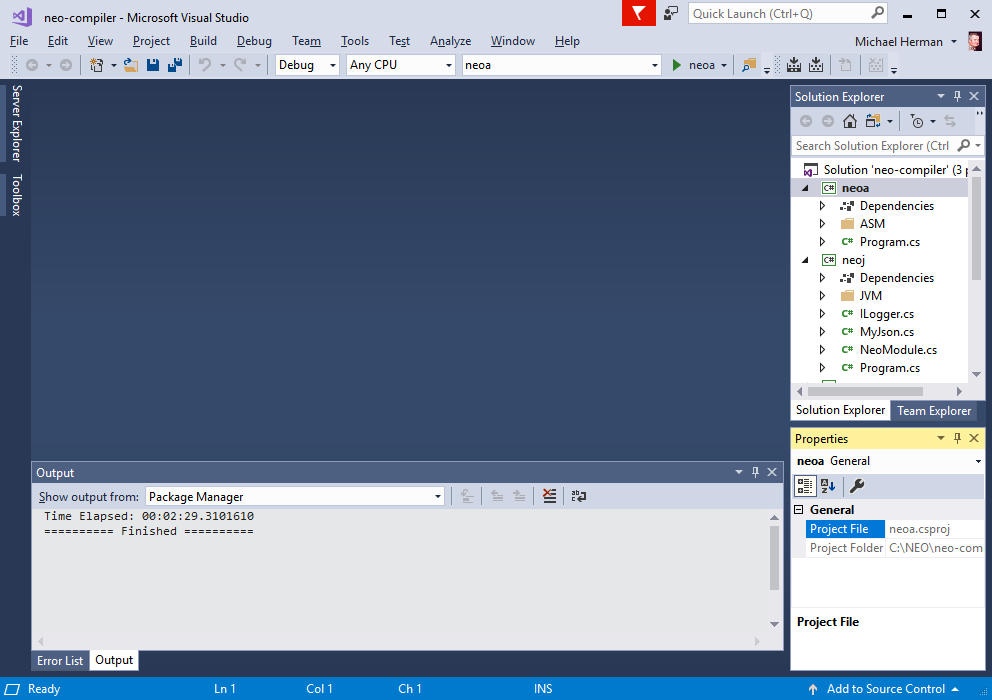 neo-compiler - Microsoft Visual Studio
Quick Launch (Ctrl+Q)
File Edit View Project Build Debug Team Tools Test Analyze Window Help
Michael Herman
Debug Any CPU neoa neoa
Server Explorer
Toolbox
Solution Explorer
Search Solution Explorer (Ctrl
Solution 'neo-compiler' (3 p
C# neoa
Dependencies
ASM
C# Program.cs
C# neoj
Dependencies
JVM
C# ILogger.cs
C# MyJson.cs
C# NeoModule.cs
C# Program.cs
Solution Explorer Team Explorer
Properties
neoa General
General
Project File neoa.csproj
Project Folder C:\NEO\neo-com
Project File
Output
Show output from: Package Manager
Time Elapsed: 00:02:29.3101610
========== Finished ==========
Error List Output
Ready Ln 1 Col 1 Ch 1 INS Add to Source Control